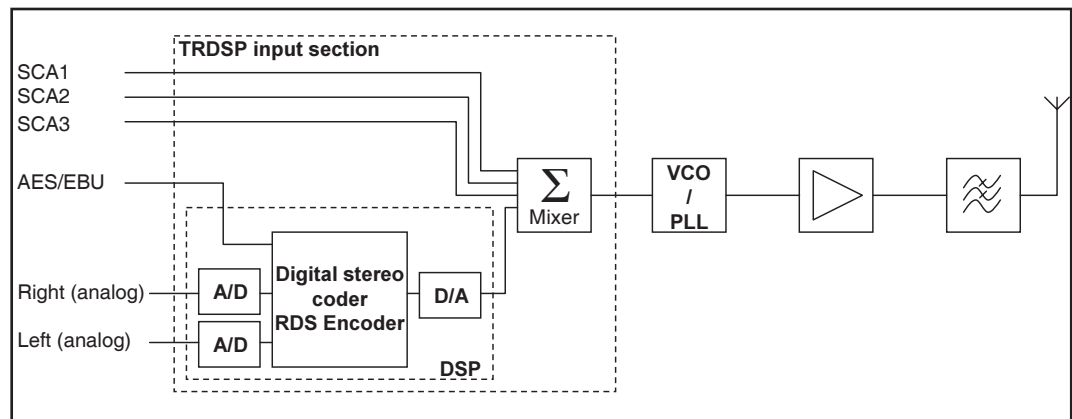 TRDSP input section
SCA1
SCA2
SCA3
AES/EBU
Right (analog)
Left (analog)
A/D
A/D
Digital stereo
coder
RDS Encoder
D/A
DSP
Σ
Mixer
VCO
/
PLL